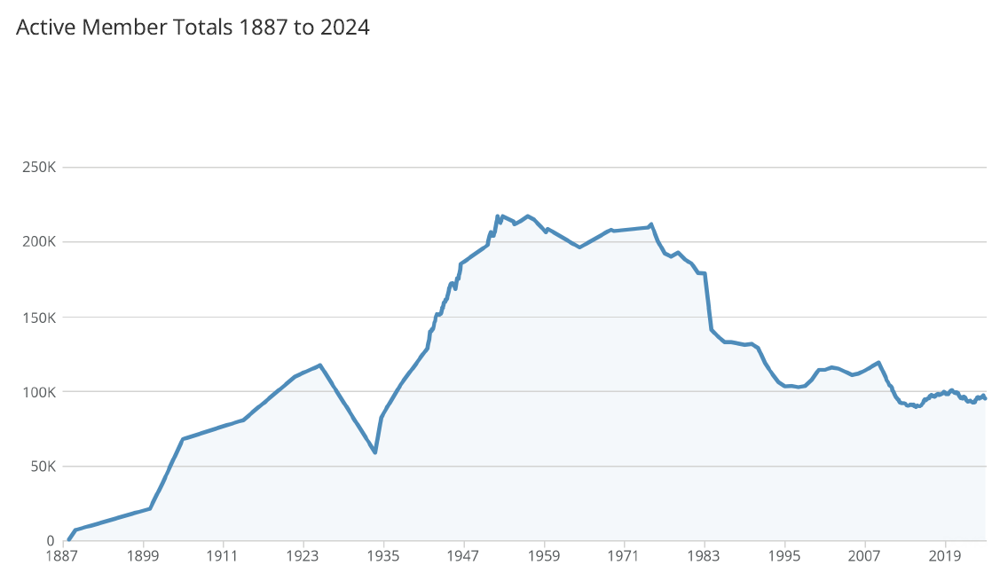 Active Member Totals 1887 to 2024
250K
200K
150K
100K
50K
0
1887 1899 1911 1923 1935 1947 1959 1971 1983 1995 2007 2019